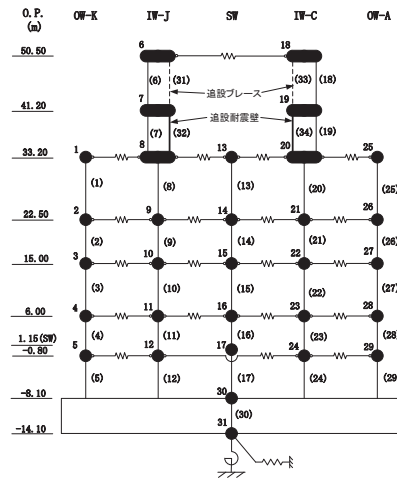 O.P. OW-K IW-J SW IW-C OW-A
(m)
50.50 6 18
(6) (31) (33) (18)
追設ブレース
41.20 7 19
追設耐震壁
(7) (32) (34) (19)
33.20 1 8 13 20 25
(1) (8) (13) (20) (25)
22.50 2 9 14 21 26
(2) (9) (14) (21) (26)
15.00 3 10 15 22 27
(3) (10) (15) (22) (27)
6.00 4 11 16 23 28
1.15(SW) (4) (11) (16) (23) (28)
-0.80 5 12 17 24 29
(5) (12) (17) (24) (29
-8.10 30
(30)
-14.10 31